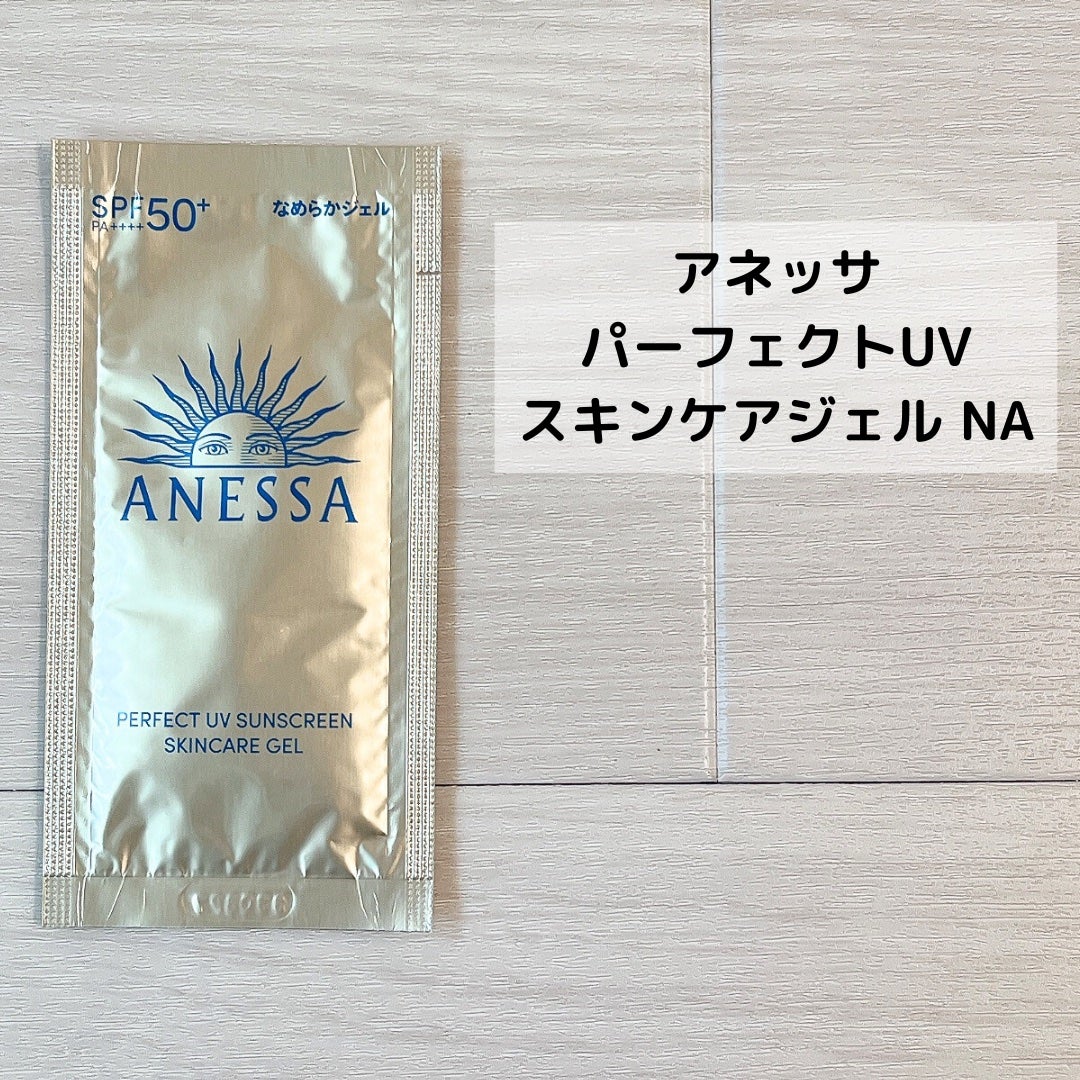 SPF50+
PA++++
なめらかジェル
ANESSA
PERFECT UV SUNSCREEN
SKINCARE GEL
アネッサ
パーフェクトUV
スキンケアジェル NA